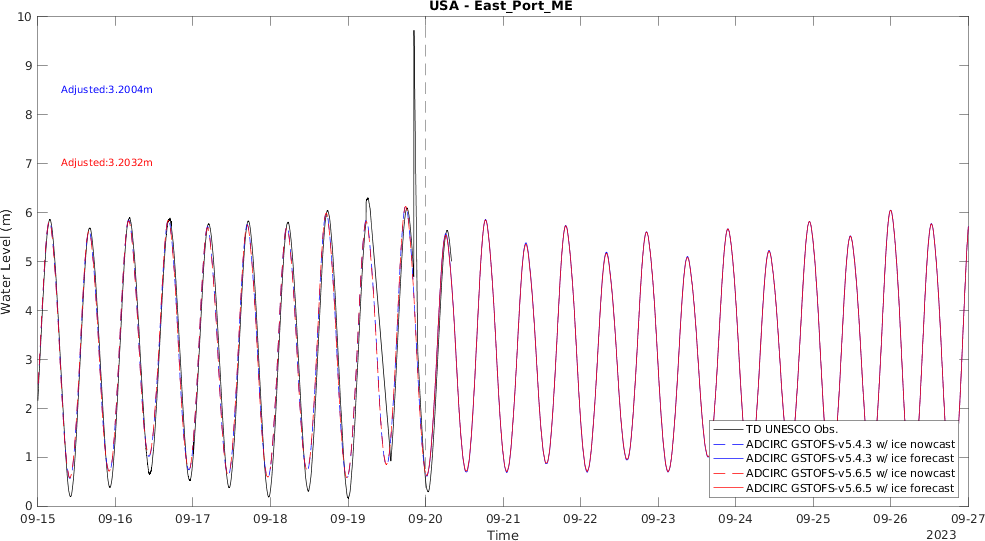 USA - East_Port_ME
10
9
8
7
6
5
4
3
2
1
0
Water Level (m)
Adjusted:3.2004m
Adjusted:3.2032m
TD UNESCO Obs.
ADCIRC GSTOFS-v5.4.3 w/ ice nowcast
ADCIRC GSTOFS-v5.4.3 w/ ice forecast
ADCIRC GSTOFS-v5.6.5 w/ ice nowcast
ADCIRC GSTOFS-v5.6.5 w/ ice forecast
09-15 09-16 09-17 09-18 09-19 09-20 09-21 09-22 09-23 09-24 09-25 09-26 09-27
Time
2023